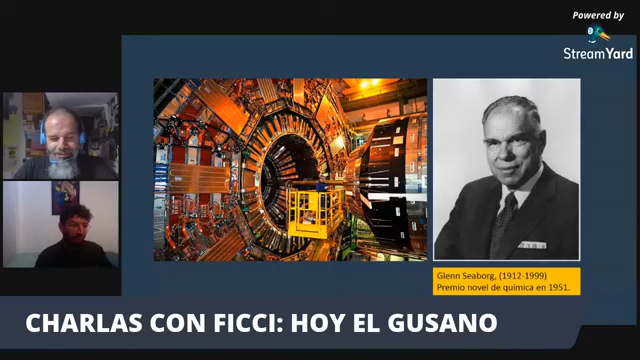 Powered by
StreamYard
Glenn Seaborg, (1912-1999)
Premio novel de química en 1951.
CHARLAS CON FICCI: HOY EL GUSANO